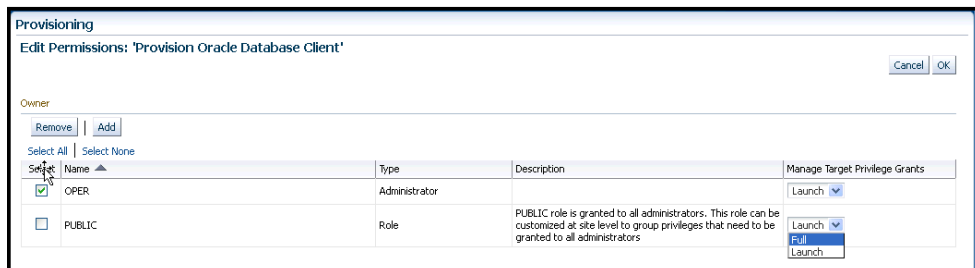 Provisioning
Edit Permissions: 'Provision Oracle Database Client'
Cancel OK
Owner
Remove Add
Select All Select None
Select Name Type Description Manage Target Privilege Grants
OPER Administrator Launch
PUBLIC Role PUBLIC role is granted to all administrators. This role can be
customized at site level to group privileges that need to be
granted to all administrators
Launch
Full
Launch